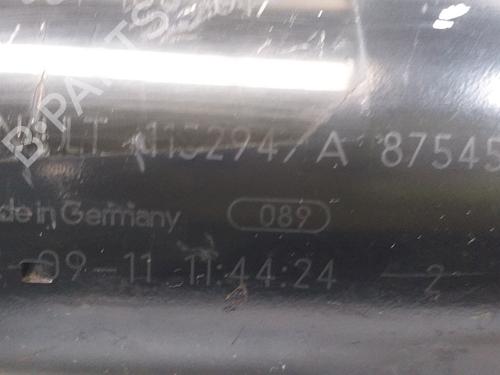 B-PARTS
LT 113294/A 87545
de in Germany 089
-09-11 11:44:24 -2